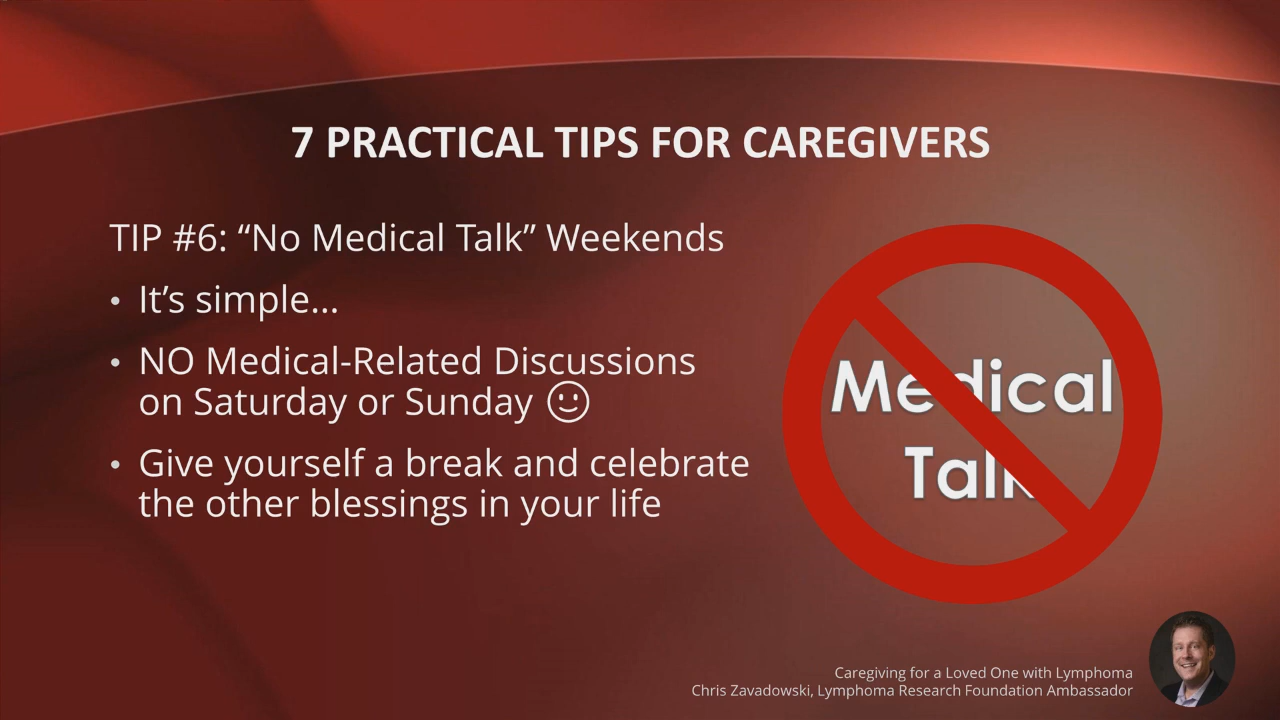 7 PRACTICAL TIPS FOR CAREGIVERS
TIP #6: “No Medical Talk” Weekends
• It’s simple...
• NO Medical-Related Discussions
on Saturday or Sunday ☺
• Give yourself a break and celebrate
the other blessings in your life
Medical
Talk
Caregiving for a Loved One with Lymphoma
Chris Zavadowski, Lymphoma Research Foundation Ambassador